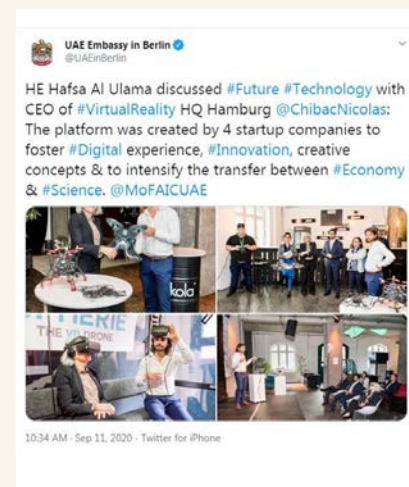 UAE Embassy in Berlin
@UAEinBerlin
HE Hafsa Al Ulama discussed #Future #Technology with
CEO of #VirtualReality HQ Hamburg @ChibacNicolas:
The platform was created by 4 startup companies to
foster #Digital experience, #Innovation, creative
concepts & to intensify the transfer between #Economy
& #Science. @MoFAICUAE
kola
THE VR DRONE
10:34 AM · Sep 11, 2020 · Twitter for iPhone